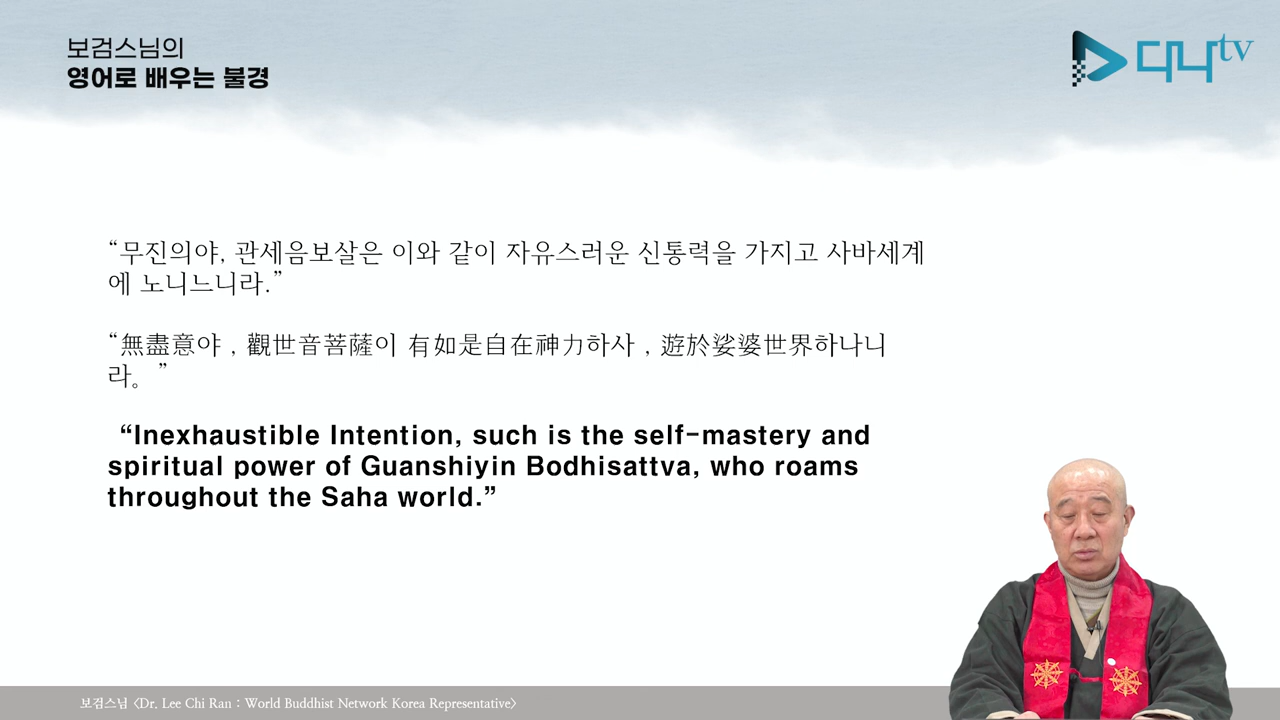 보검스님의
영어로 배우는 불경
다나tv
“무진의야, 관세음보살은 이와 같이 자유스러운 신통력을 가지고 사바세계
에 노니느니라.”
“無盡意야 , 觀世音菩薩이 有如是自在神力하사 , 遊於娑婆世界하나니
라。”
“Inexhaustible Intention, such is the self-mastery and
spiritual power of Guanshiyin Bodhisattva, who roams
throughout the Saha world.”
보검스님 <Dr. Lee Chi Ran : World Buddhist Network Korea Representative>